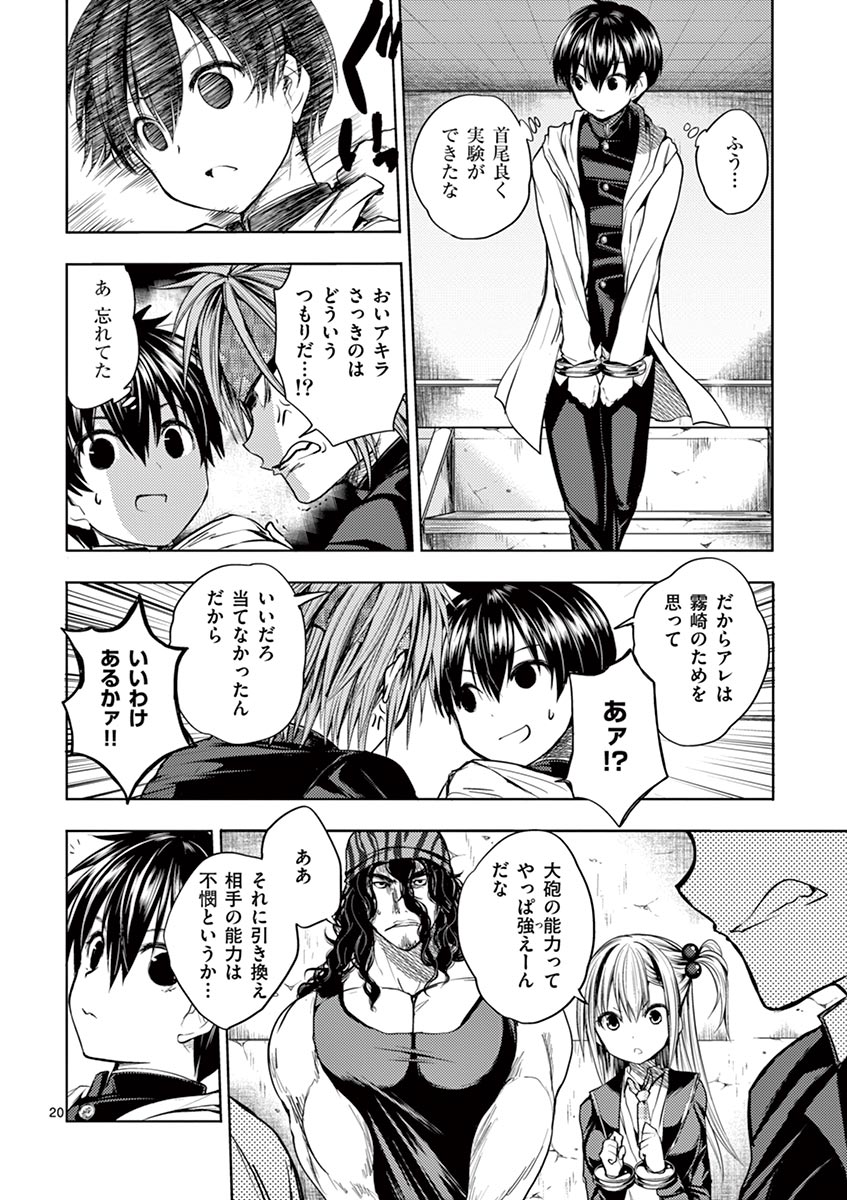 ふう…
首尾良く
実験が
できたな
おいアキラ
さっきのは
どういう
つもりだ…!?
あ 忘れてた
だからアレは
霧崎のためを
思って
あァ!?
いいだろ
当てなかったん
だから
いいわけ
あるかァ!!
大砲の能力って
やっぱ強えーん
だな
ああ
それに引き換え
相手の能力は
不憫というか…
20